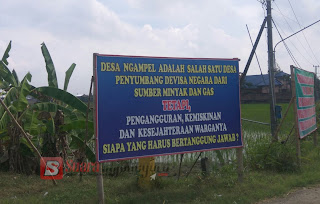 DESA NGAMPEL ADALAH SALAH SATU DESA
PENYUMBANG DEVISA NEGARA DARI
SUMBER MINYAK DAN GAS
TETAPI,
PENGANGGURAN, KEMISKINAN
DAN KESEJAHTERAAN WARGANYA
SIAPA YANG HARUS BERTANGGUNG JAWAB ?